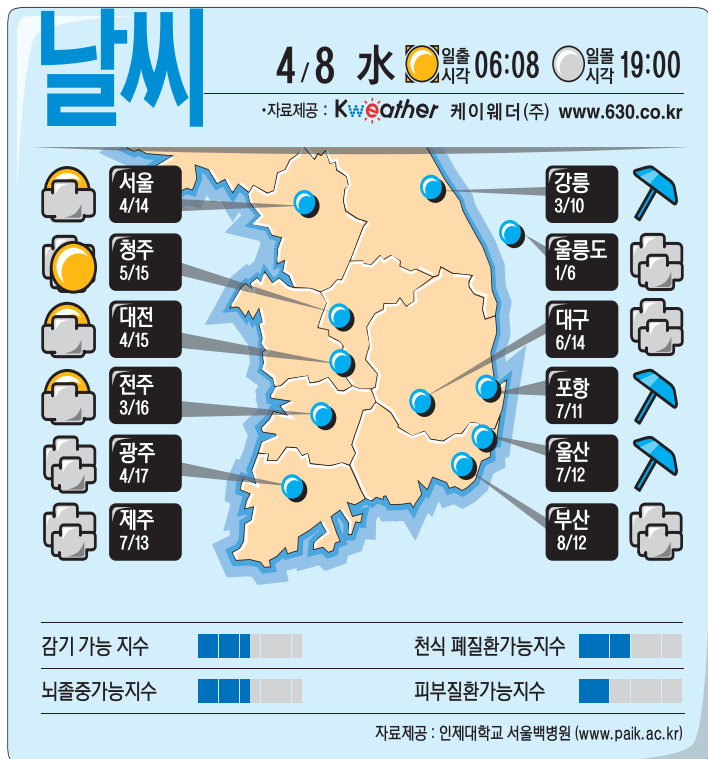 날씨
4/8 水 일출시각 06:08 일몰시각 19:00
•자료제공 : Kweather 케이웨더(주) www.630.co.kr
서울
4/14
청주
5/15
대전
4/15
전주
3/16
광주
4/17
제주
7/13
강릉
3/10
울릉도
1/6
대구
6/14
포항
7/11
울산
7/12
부산
8/12
감기 가능 지수
천식 폐질환가능지수
뇌졸중가능지수
피부질환가능지수
자료제공 : 인제대학교 서울백병원 (www.paik.ac.kr)